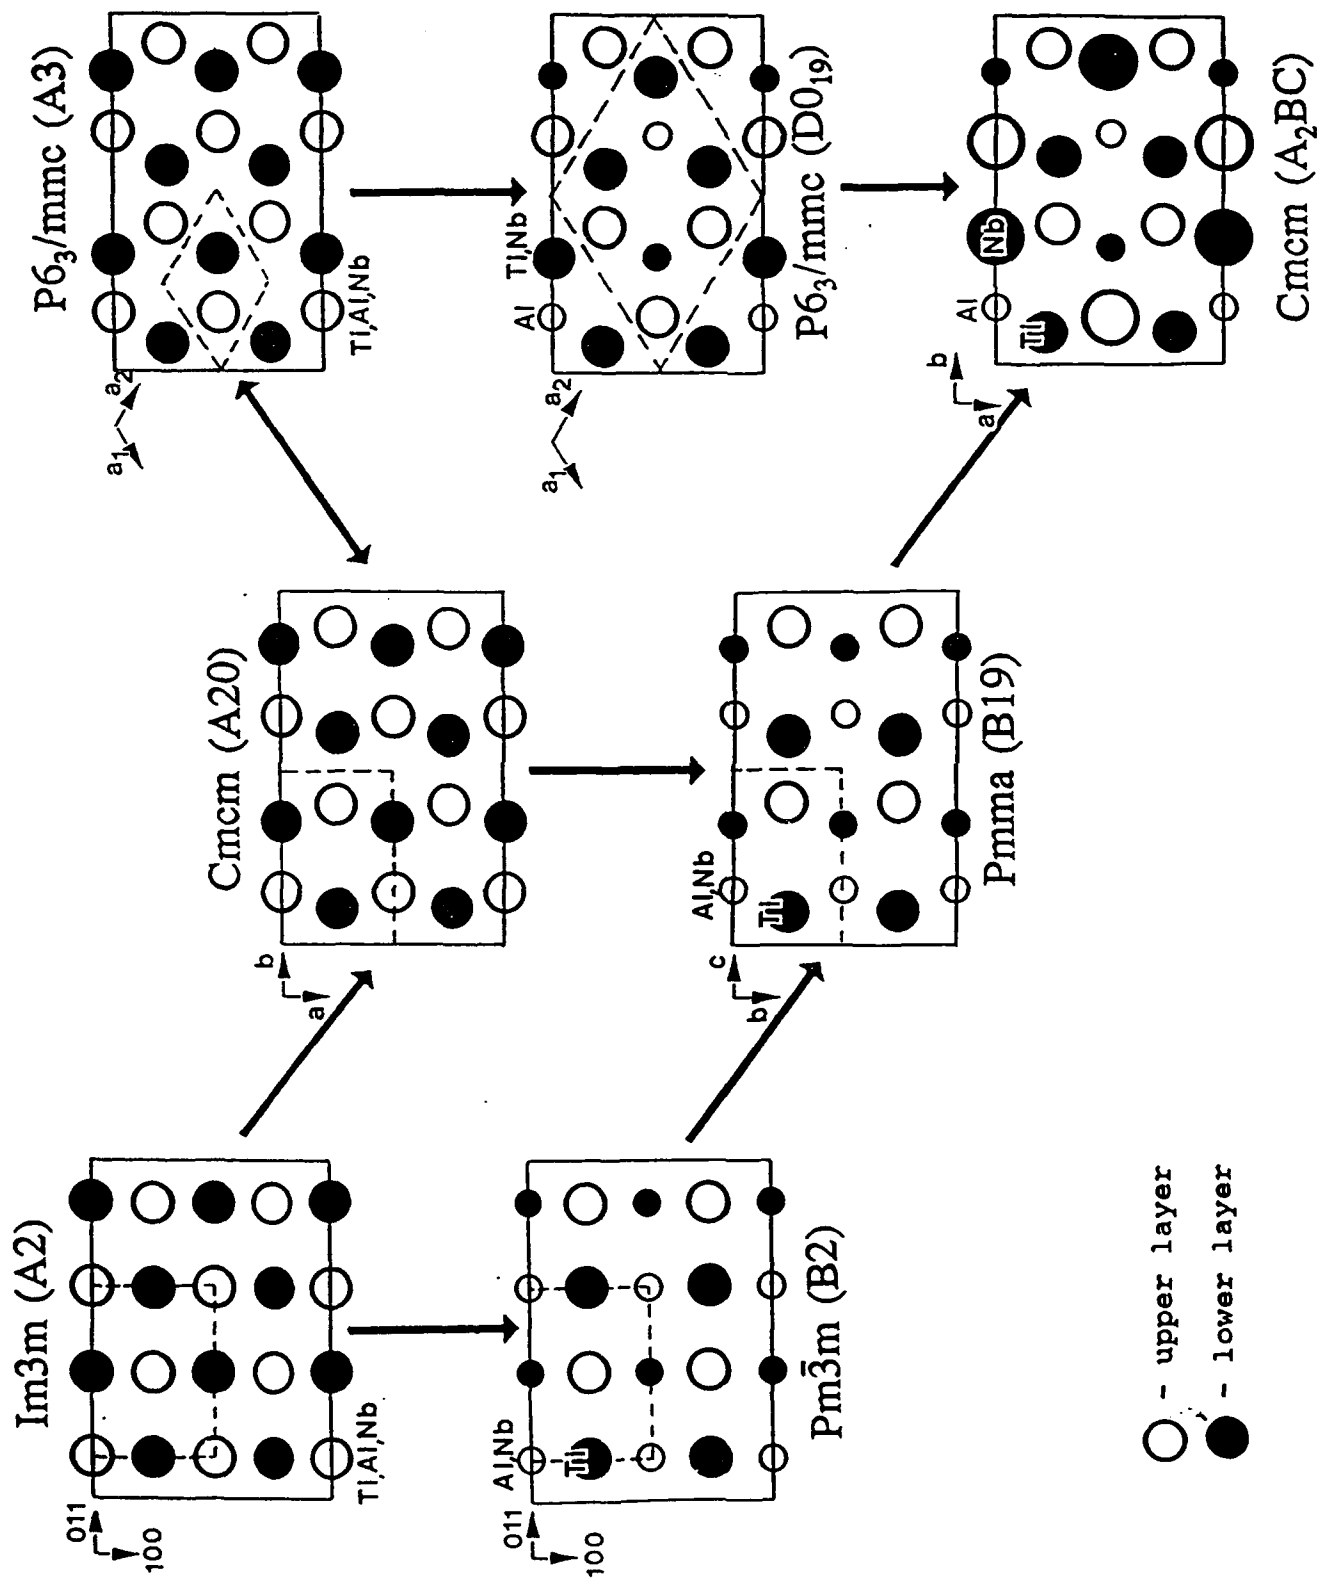 Im3m (A2)
011
100
Ti,Al,Nb
Cmcm (A20)
b
a
P6₃/mmc (A3)
a₁
a₂
Ti,Al,Nb
Pm3̄m (B2)
011
100
Al,Nb
Ti
Pmma (B19)
c
b
Al,Nb
Ti
P6₃/mmc (D0₁₉)
a₁
a₂
Al
Ti,Nb
Cmcm (A₂BC)
b
a
Al
Ti
Nb
- upper layer
- lower layer